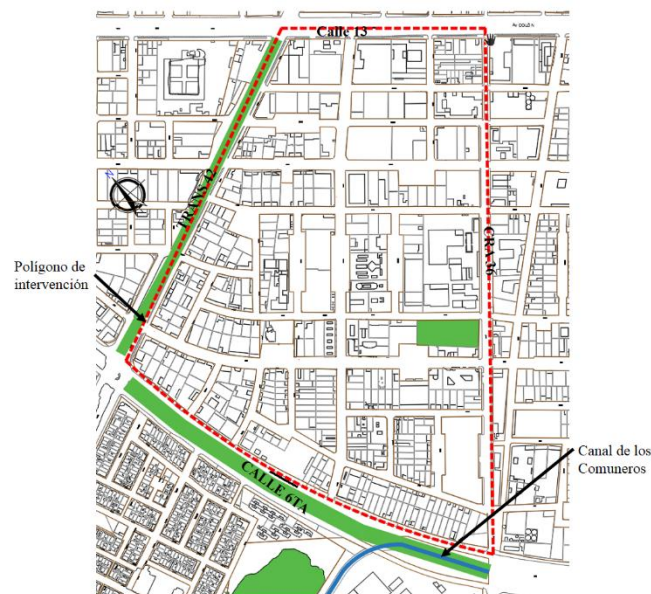 Calle 13
TRANS 42
CRA 36
Polígono de
intervención
CALLE 6TA
Canal de los
Comuneros